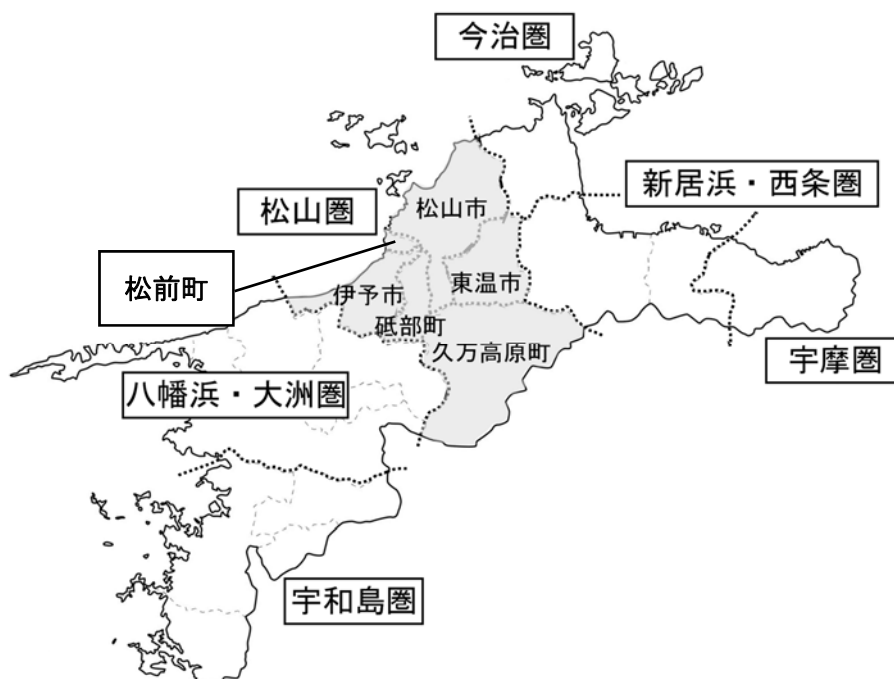 今治圏
新居浜・西条圏
松山圏
松山市
松前町
伊予市
東温市
砥部町
久万高原町
宇摩圏
八幡浜・大洲圏
宇和島圏